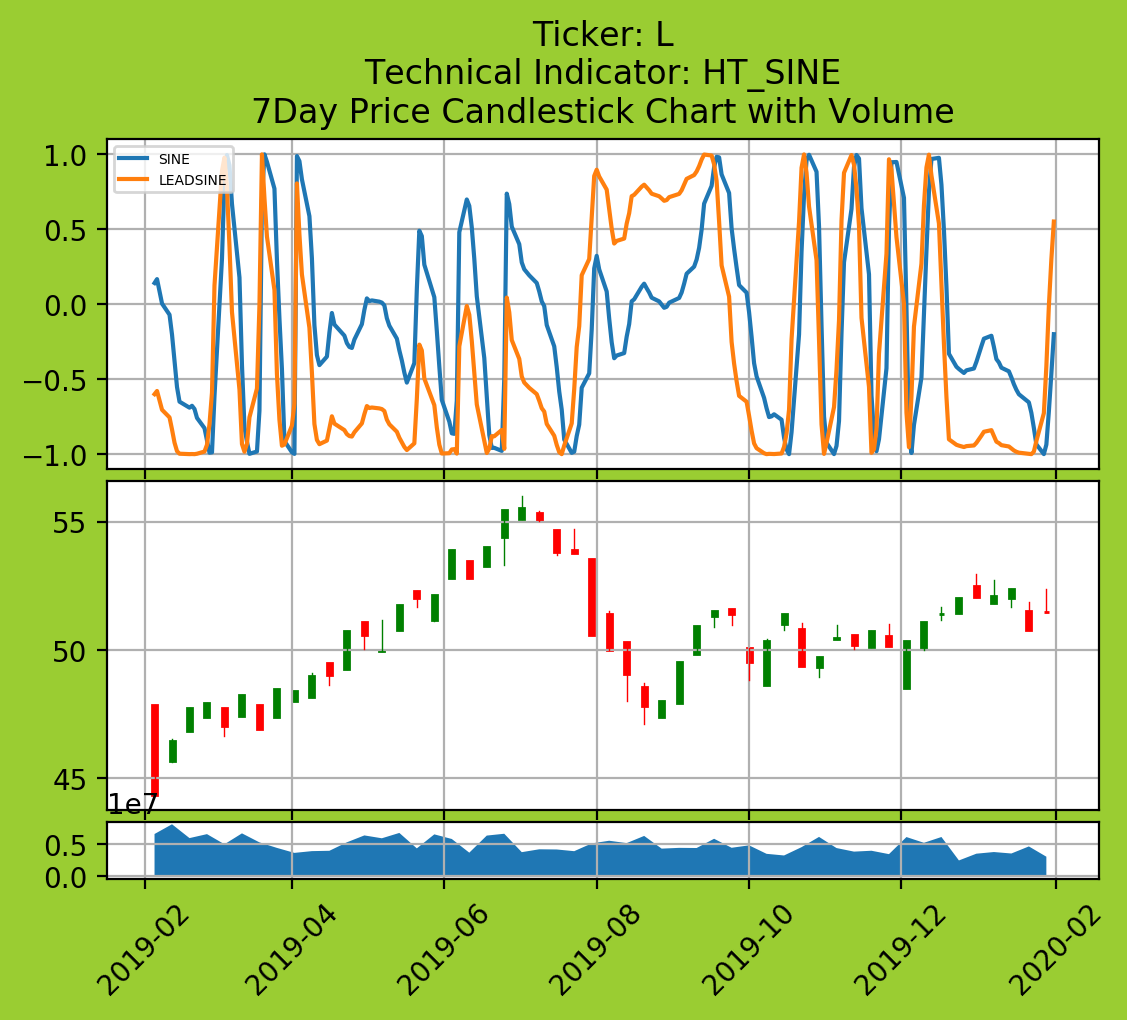 Ticker: L
Technical Indicator: HT_SINE
7Day Price Candlestick Chart with Volume
SINE
LEADSINE
1.0
0.5
0.0
−0.5
−1.0
55
50
45
1e7
0.5
0.0
2019-02
2019-04
2019-06
2019-08
2019-10
2019-12
2020-02